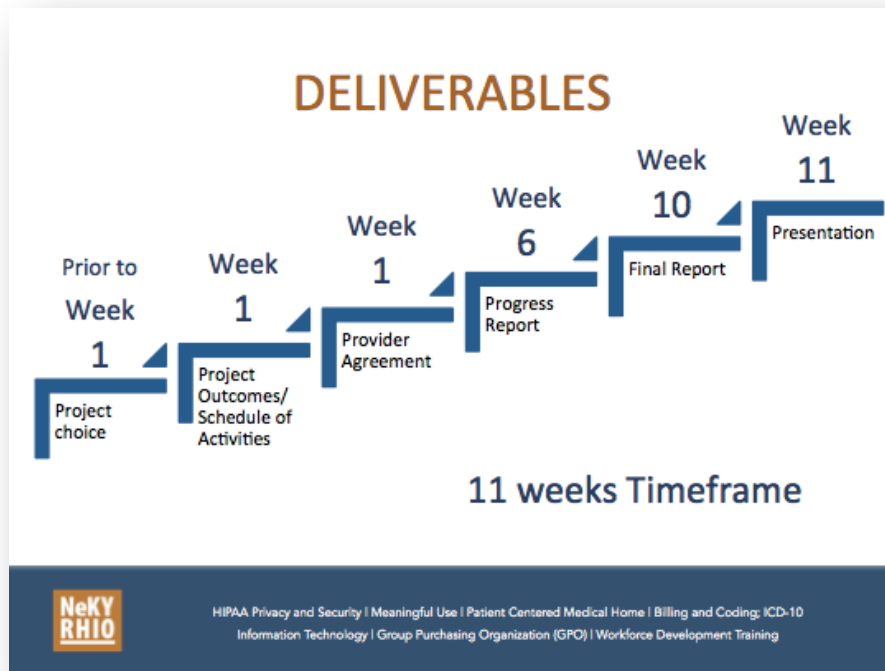 DELIVERABLES
Prior to
Week
1
Project
choice
Week
1
Project
Outcomes/
Schedule of
Activities
Week
1
Provider
Agreement
Week
6
Progress
Report
Week
10
Final Report
Week
11
Presentation
11 weeks Timeframe
NeKY
RHIO
HIPAA Privacy and Security | Meaningful Use | Patient Centered Medical Home | Billing and Coding; ICD-10
Information Technology | Group Purchasing Organization (GPO) | Workforce Development Training